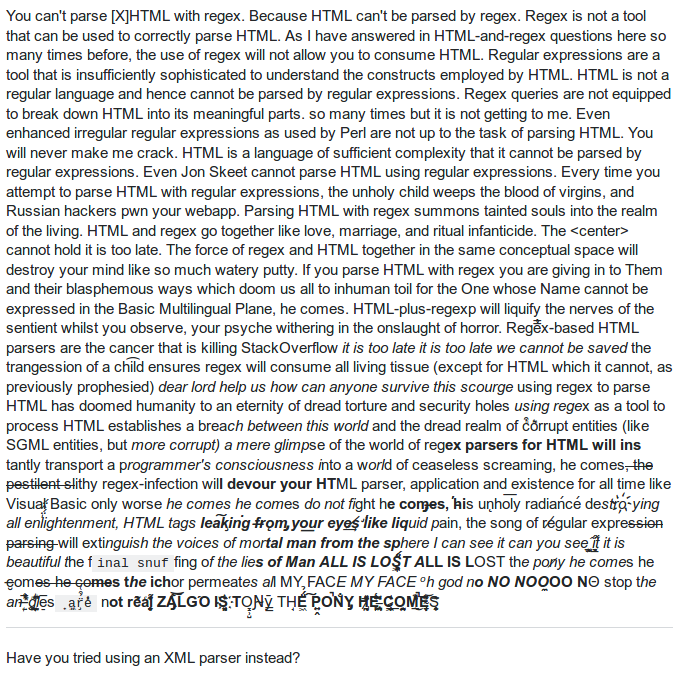 You can't parse [X]HTML with regex. Because HTML can't be parsed by regex. Regex is not a tool
that can be used to correctly parse HTML. As I have answered in HTML-and-regex questions here so
many times before, the use of regex will not allow you to consume HTML. Regular expressions are a
tool that is insufficiently sophisticated to understand the constructs employed by HTML. HTML is not a
regular language and hence cannot be parsed by regular expressions. Regex queries are not equipped
to break down HTML into its meaningful parts. so many times but it is not getting to me. Even
enhanced irregular regular expressions as used by Perl are not up to the task of parsing HTML. You
will never make me crack. HTML is a language of sufficient complexity that it cannot be parsed by
regular expressions. Even Jon Skeet cannot parse HTML using regular expressions. Every time you
attempt to parse HTML with regular expressions, the unholy child weeps the blood of virgins, and
Russian hackers pwn your webapp. Parsing HTML with regex summons tainted souls into the realm
of the living. HTML and regex go together like love, marriage, and ritual infanticide. The <center>
cannot hold it is too late. The force of regex and HTML together in the same conceptual space will
destroy your mind like so much watery putty. If you parse HTML with regex you are giving in to Them
and their blasphemous ways which doom us all to inhuman toil for the One whose Name cannot be
expressed in the Basic Multilingual Plane, he comes. HTML-plus-regexp will liquify the nerves of the
sentient whilst you observe, your psyche withering in the onslaught of horror. Regex-based HTML
parsers are the cancer that is killing StackOverflow it is too late it is too late we cannot be saved the
trangession of a chi͡ld ensures regex will consume all living tissue (except for HTML which it cannot, as
previously prophesied) dear lord help us how can anyone survive this scourge using regex to parse
HTML has doomed humanity to an eternity of dread torture and security holes using regex as a tool to
process HTML establishes a breach between this world and the dread realm of c͒ͪo͛ͫrrupt entities (like
SGML entities, but more corrupt) a mere glimpse of the world of regex parsers for HTML will ins
tantly transport a programmer's consciousness into a world of ceaseless screaming, he comes, the
pestilent slithy regex-infection will devour your HTML parser, application and existence for all time like
Visual Basic only worse he comes he comes do not fight he com̡e̶s, ̕h̵is un̨ho͞ly radiańcé destro҉ying
all enli̍̈́̂̈́ghtenment, HTML tags lea͠ki̧n͘g fr̶ǫm ̡yo͟ur eye͢s̸ ̛l̕ik͏e liquid pain, the song of re̸gular expression
parsing will extinguish the voices of mortal man from the sphere I can see it can you see it it is
beautiful the f inal snuf fing of the lies of Man ALL IS LOST ALL IS LOST the pony he comes he
comes he comes the ichor permeates all MY FACE MY FACE ᵒh god no NO NOOOO NΘ stop the
an*̶͑̾̾gles are not reaͨl ZALGΌ IS TO͇̹ͅƝ̴ȳ̳ THE PONY HE COMES
Have you tried using an XML parser instead?